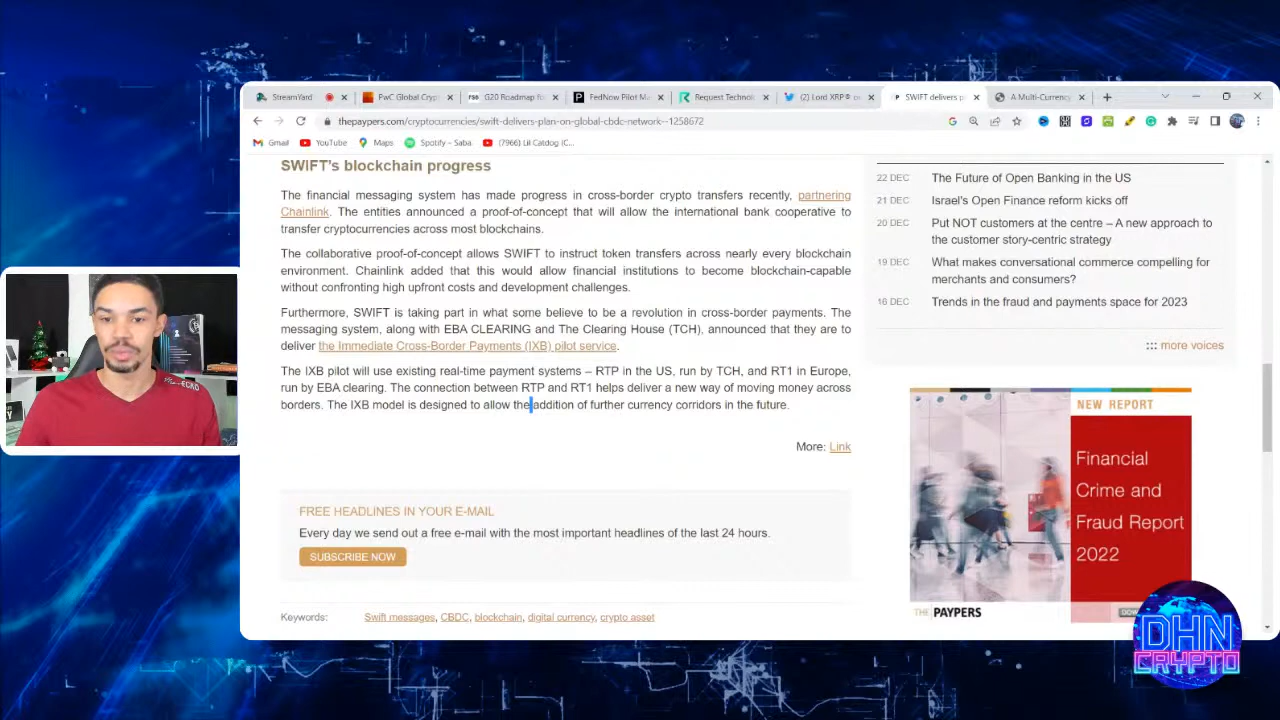 StreamYard
PwC Global Cryp
FSB
G20 Roadmap fo
FedNow Pilot M
Request Technol
(2) Lord XRP®
SWIFT delivers p
A Multi-Currency
thepaypers.com/cryptocurrencies/swift-delivers-plan-on-global-cbdc-network--1258672
Gmail
YouTube
Maps
Spotify – Saba
(7966) Lil Catdog (C...
SWIFT's blockchain progress
The financial messaging system has made progress in cross-border crypto transfers recently, partnering
Chainlink. The entities announced a proof-of-concept that will allow the international bank cooperative to
transfer cryptocurrencies across most blockchains.
The collaborative proof-of-concept allows SWIFT to instruct token transfers across nearly every blockchain
environment. Chainlink added that this would allow financial institutions to become blockchain-capable
without confronting high upfront costs and development challenges.
Furthermore, SWIFT is taking part in what some believe to be a revolution in cross-border payments. The
messaging system, along with EBA CLEARING and The Clearing House (TCH), announced that they are to
deliver the Immediate Cross-Border Payments (IXB) pilot service.
The IXB pilot will use existing real-time payment systems – RTP in the US, run by TCH, and RT1 in Europe,
run by EBA clearing. The connection between RTP and RT1 helps deliver a new way of moving money across
borders. The IXB model is designed to allow the addition of further currency corridors in the future.
More: Link
FREE HEADLINES IN YOUR E-MAIL
Every day we send out a free e-mail with the most important headlines of the last 24 hours.
SUBSCRIBE NOW
Keywords: Swift messages, CBDC, blockchain, digital currency, crypto asset
22 DEC The Future of Open Banking in the US
21 DEC Israel's Open Finance reform kicks off
20 DEC Put NOT customers at the centre – A new approach to
the customer story-centric strategy
19 DEC What makes conversational commerce compelling for
merchants and consumers?
16 DEC Trends in the fraud and payments space for 2023
more voices
NEW REPORT
Financial
Crime and
Fraud Report
2022
THE PAYPERS
ECKO
DHN
CRYPTO